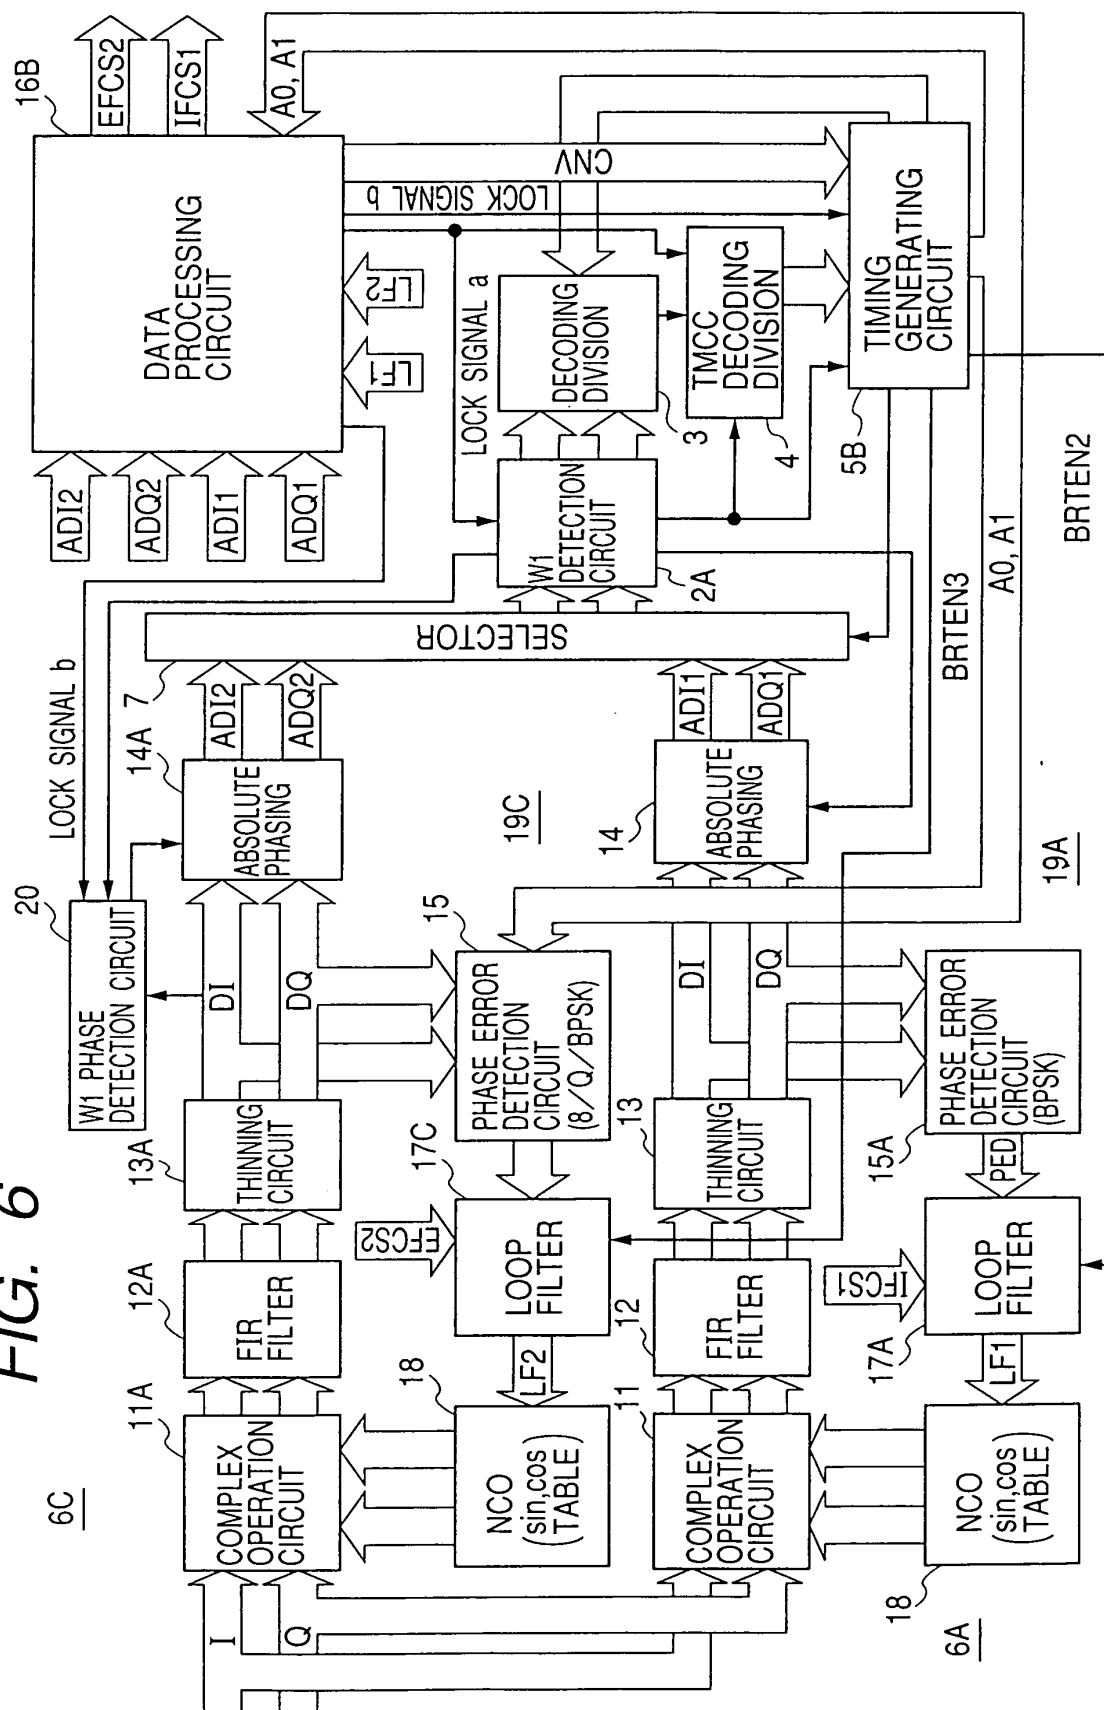 FIG. 6
6C
I
Q
11A
COMPLEX
OPERATION
CIRCUIT
12A
FIR
FILTER
13A
THINNING
CIRCUIT
DI
DQ
20
W1 PHASE
DETECTION CIRCUIT
LOCK SIGNAL b
14A
ABSOLUTE
PHASING
ADI2
ADQ2
7
SELECTOR
18
NCO
(sin,cos
TABLE)
LF2
17C
LOOP
FILTER
EFCS2
15
PHASE ERROR
DETECTION
CIRCUIT
(8/Q/BPSK)
19C
ADI2
ADQ2
ADI1
ADQ1
16B
DATA
PROCESSING
CIRCUIT
LF1
LF2
EFCS2
IFCS1
A0, A1
CNV
LOCK SIGNAL b
LOCK SIGNAL a
2A
W1
DETECTION
CIRCUIT
3
DECODING
DIVISION
4
TMCC
DECODING
DIVISION
5B
TIMING
GENERATING
CIRCUIT
11
COMPLEX
OPERATION
CIRCUIT
12
FIR
FILTER
13
THINNING
CIRCUIT
DI
DQ
14
ABSOLUTE
PHASING
ADI1
ADQ1
18
NCO
(sin,cos
TABLE)
LF1
17A
LOOP
FILTER
IFCS1
PED
15A
PHASE ERROR
DETECTION
CIRCUIT
(BPSK)
6A
19A
BRTEN3
A0, A1
BRTEN2